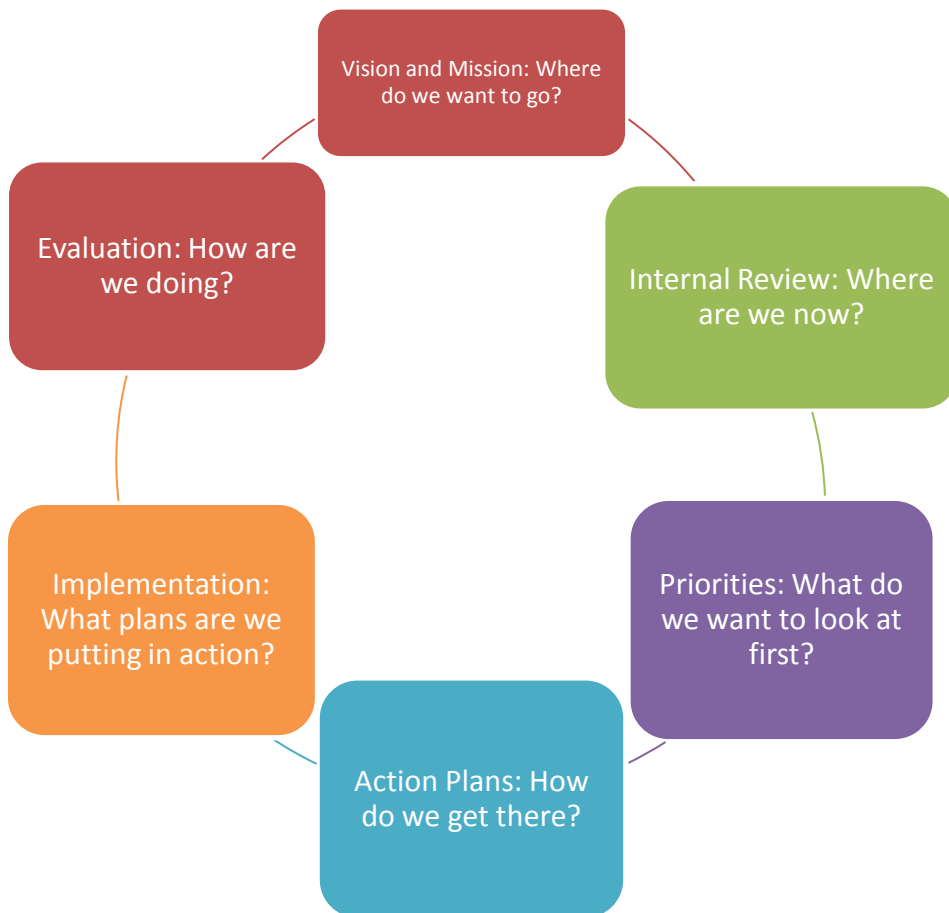 Vision and Mission: Where
do we want to go?
Internal Review: Where
are we now?
Priorities: What do
we want to look at
first?
Action Plans: How
do we get there?
Implementation:
What plans are we
putting in action?
Evaluation: How are
we doing?